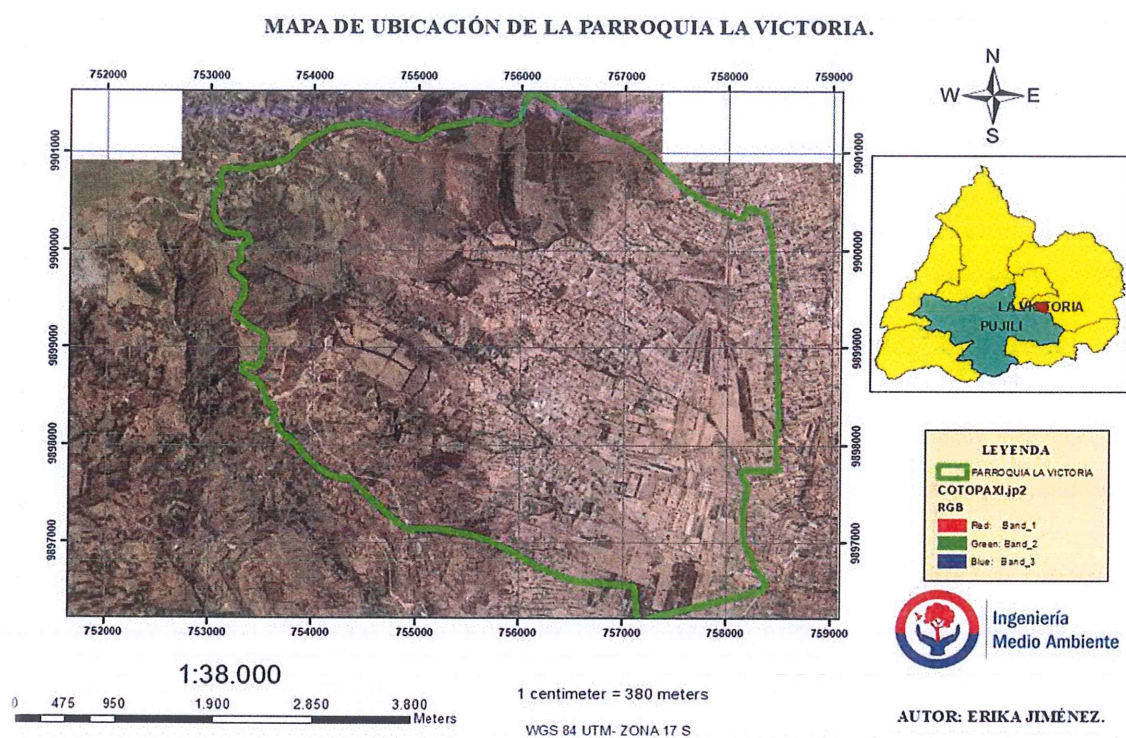 MAPA DE UBICACIÓN DE LA PARROQUIA LA VICTORIA.
752000 753000 754000 755000 756000 757000 758000 759000
N
W E
S
9901000 9901000
9900000 9900000
9899000 9899000
9898000 9898000
9897000 9897000
752000 753000 754000 755000 756000 757000 758000 759000
LA VICTORIA
PUJILI
LEYENDA
PARROQUIA LA VICTORIA
COTOPAXI.jp2
RGB
Red: Band_1
Green: Band_2
Blue: Band_3
Ingeniería
Medio Ambiente
1:38.000
0 475 950 1.900 2.850 3.800
Meters
1 centimeter = 380 meters
WGS 84 UTM- ZONA 17 S
AUTOR: ERIKA JIMÉNEZ.